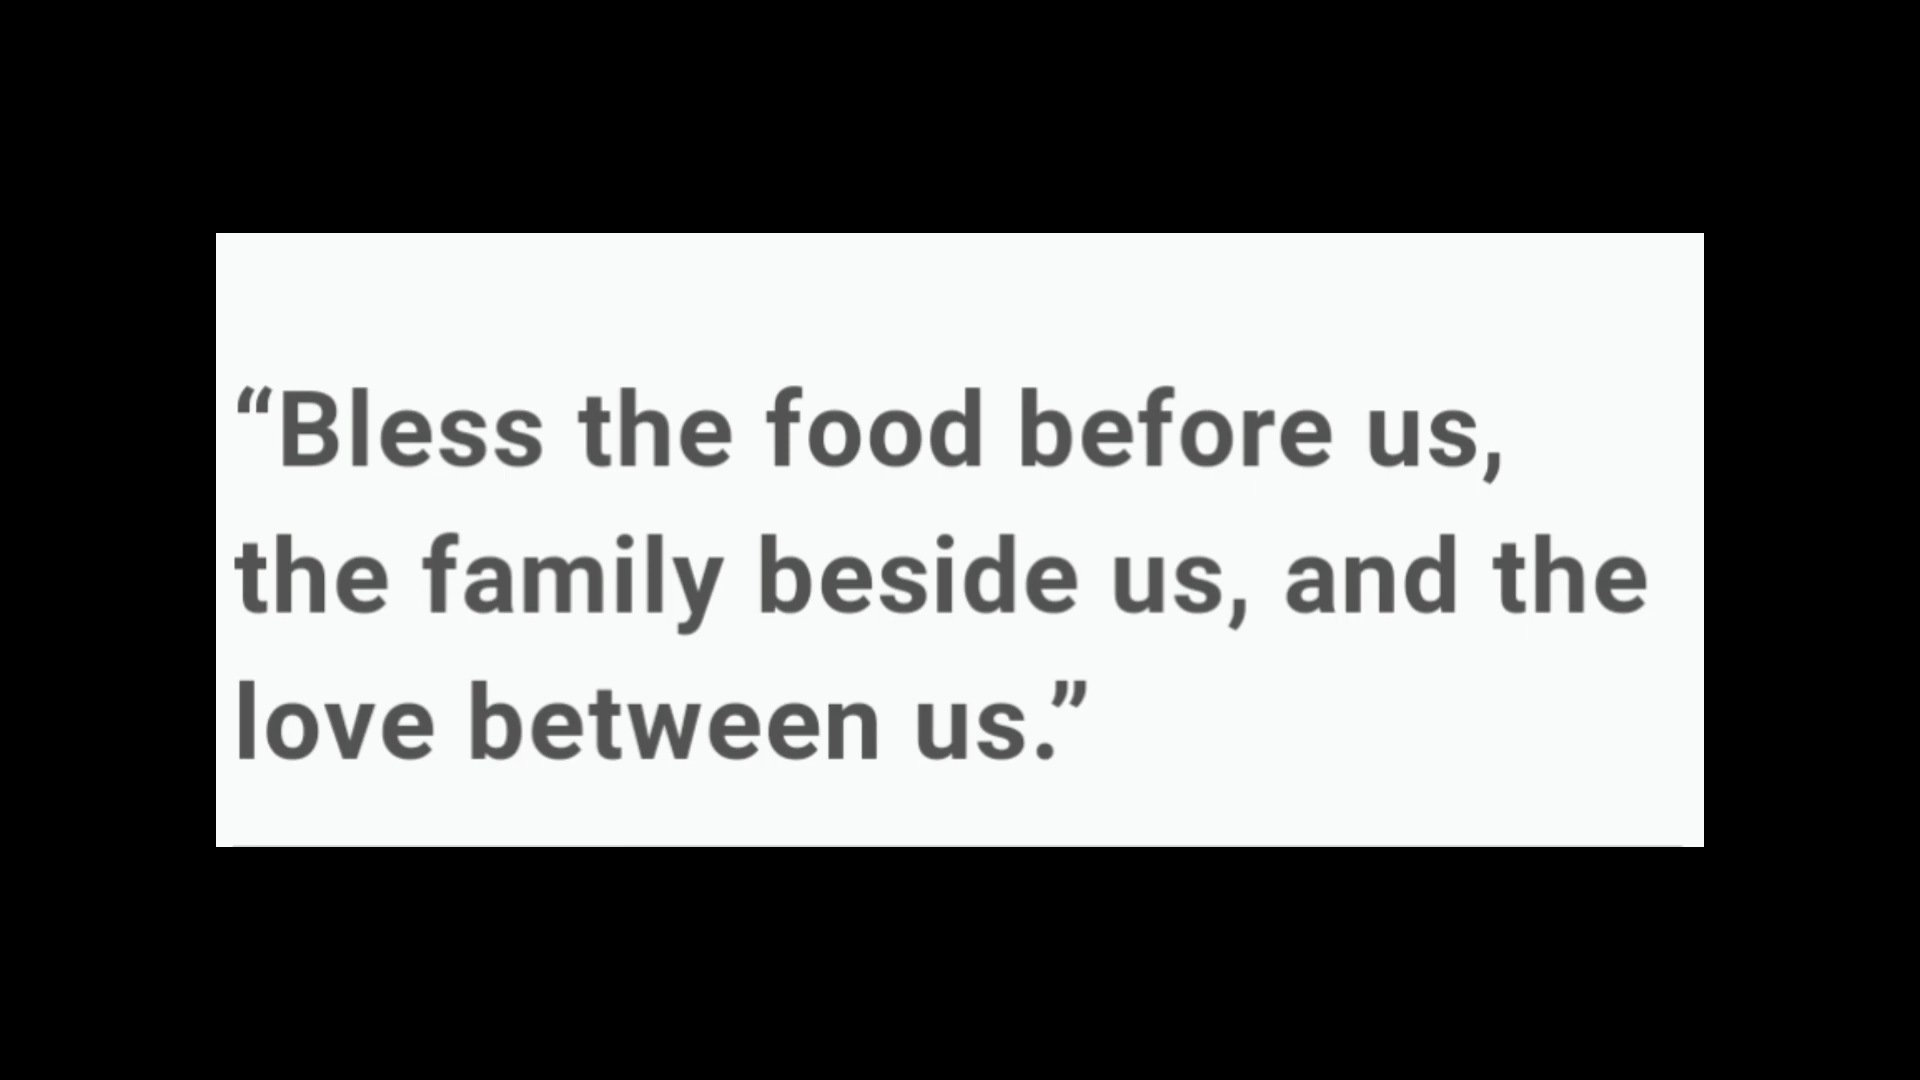 “Bless the food before us,
the family beside us, and the
love between us.”